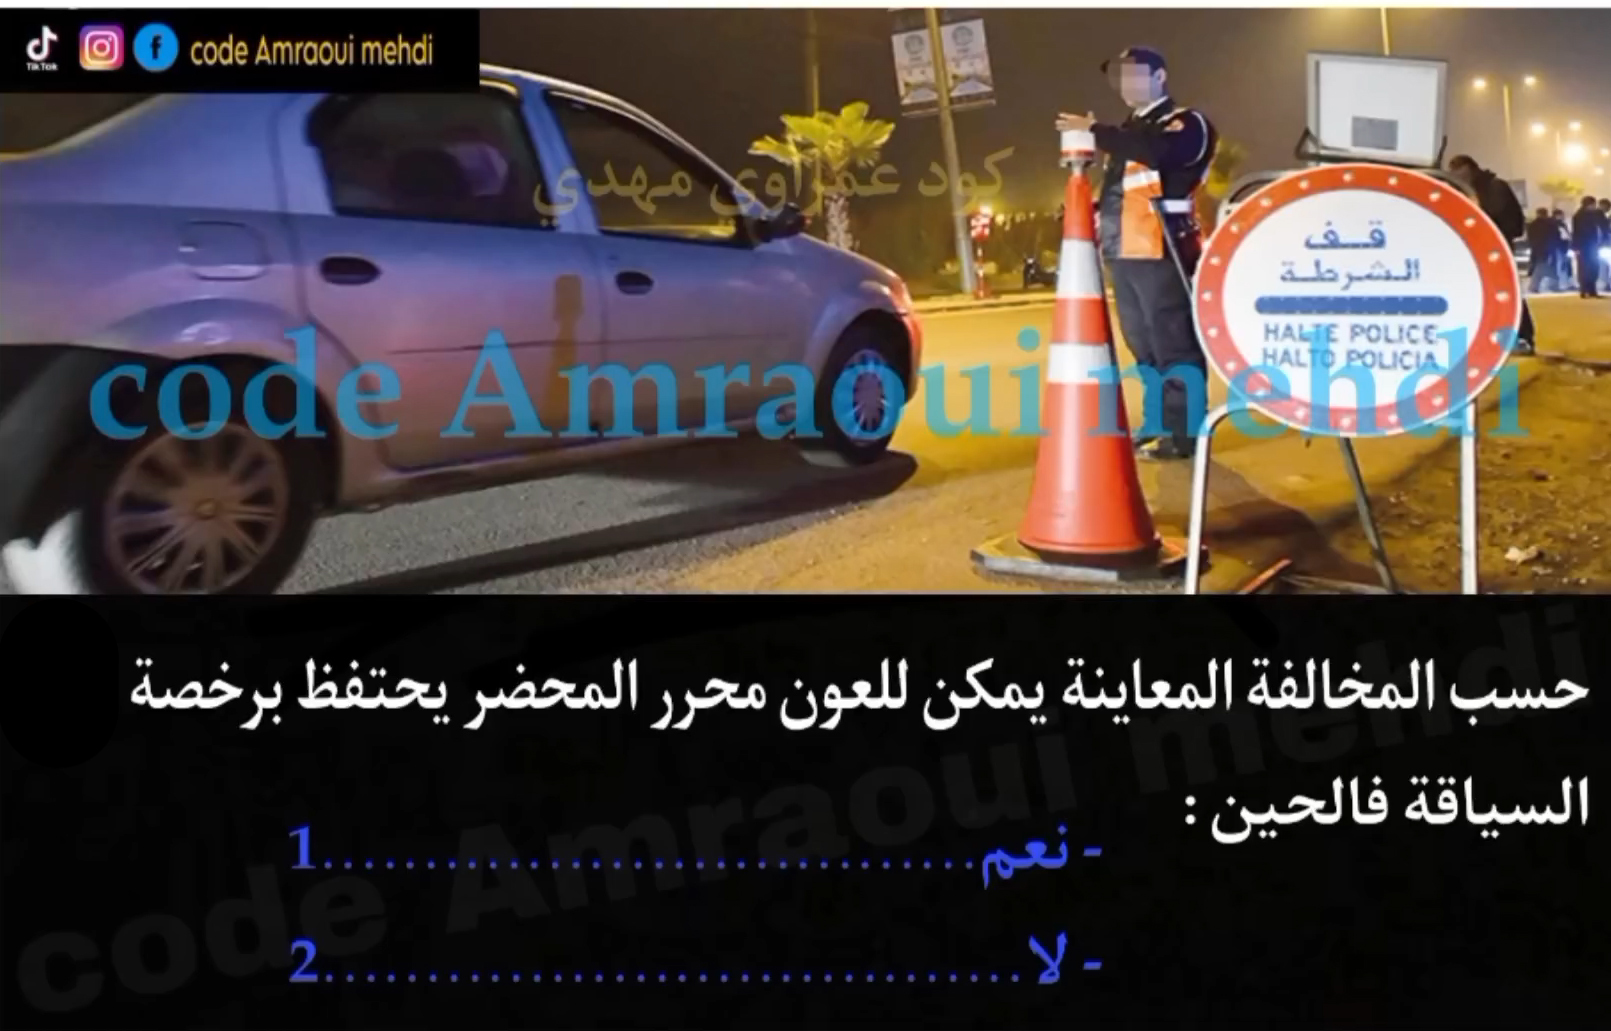 TikTok
code Amraoui mehdi
كود عمراوي مهدي
قف
الشرطة
HALTE POLICE
HALTO POLICIA
code Amraoui mehdi
حسب المخالفة المعاينة يمكن للعون محرر المحضر يحتفظ برخصة
السياقة فالحين :
- نعم..............................1
- لا................................2
code Amraoui mehdi